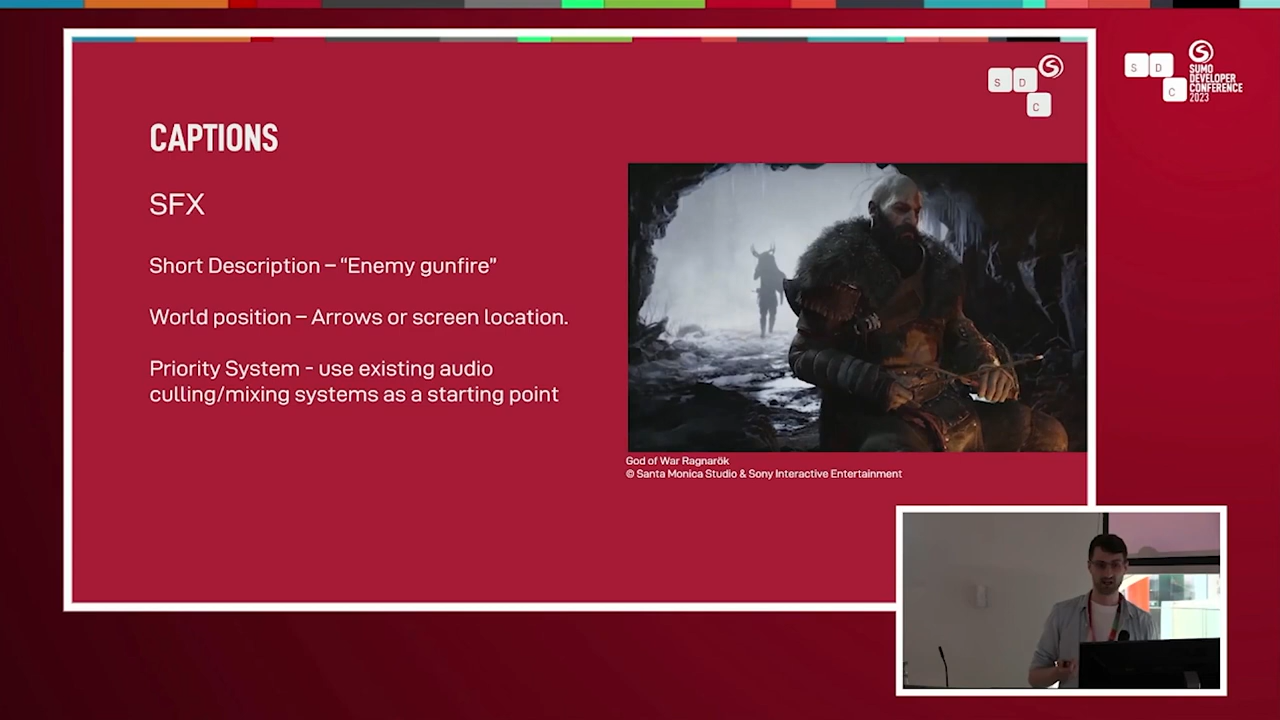 S D
C
CAPTIONS
SFX
Short Description – “Enemy gunfire”
World position – Arrows or screen location.
Priority System - use existing audio
culling/mixing systems as a starting point
God of War Ragnarök
© Santa Monica Studio & Sony Interactive Entertainment
S D
C
SUMO
DEVELOPER
CONFERENCE
2023